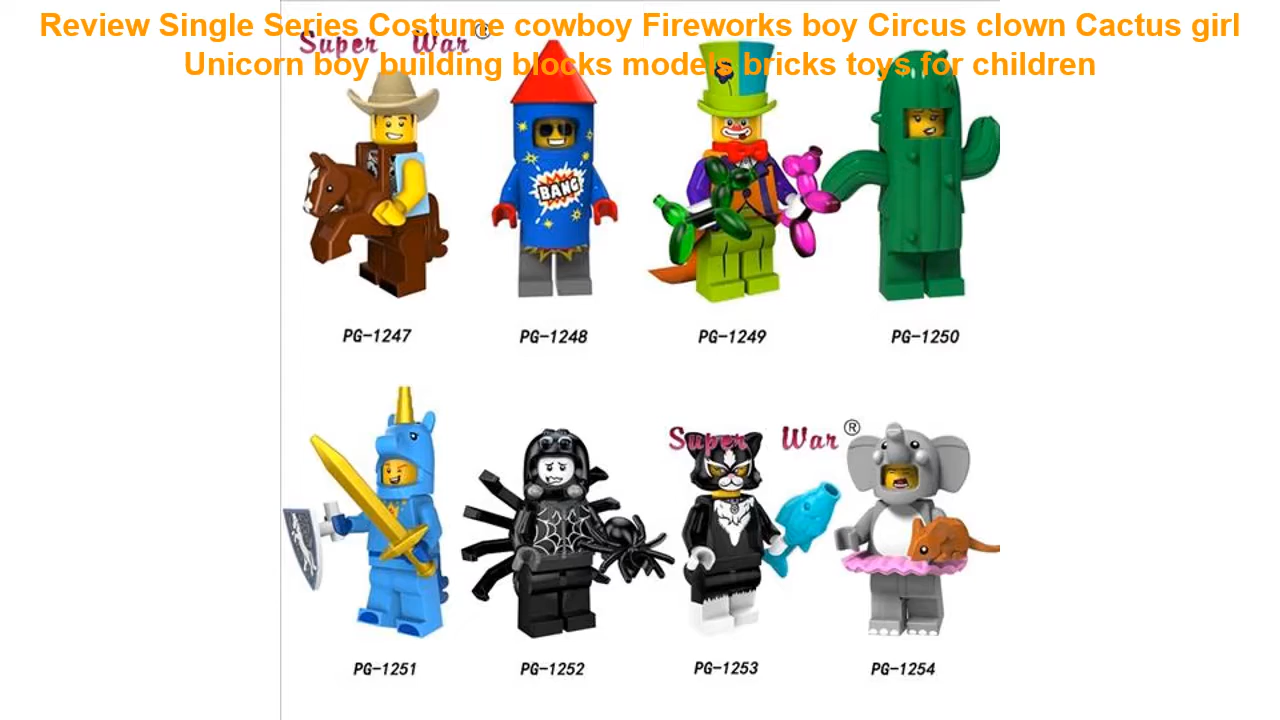 Review Single Series Costume cowboy Fireworks boy Circus clown Cactus girl
Unicorn boy building blocks models bricks toys for children
Super War®
BANG
PG-1247 PG-1248 PG-1249 PG-1250
Super War®
PG-1251 PG-1252 PG-1253 PG-1254